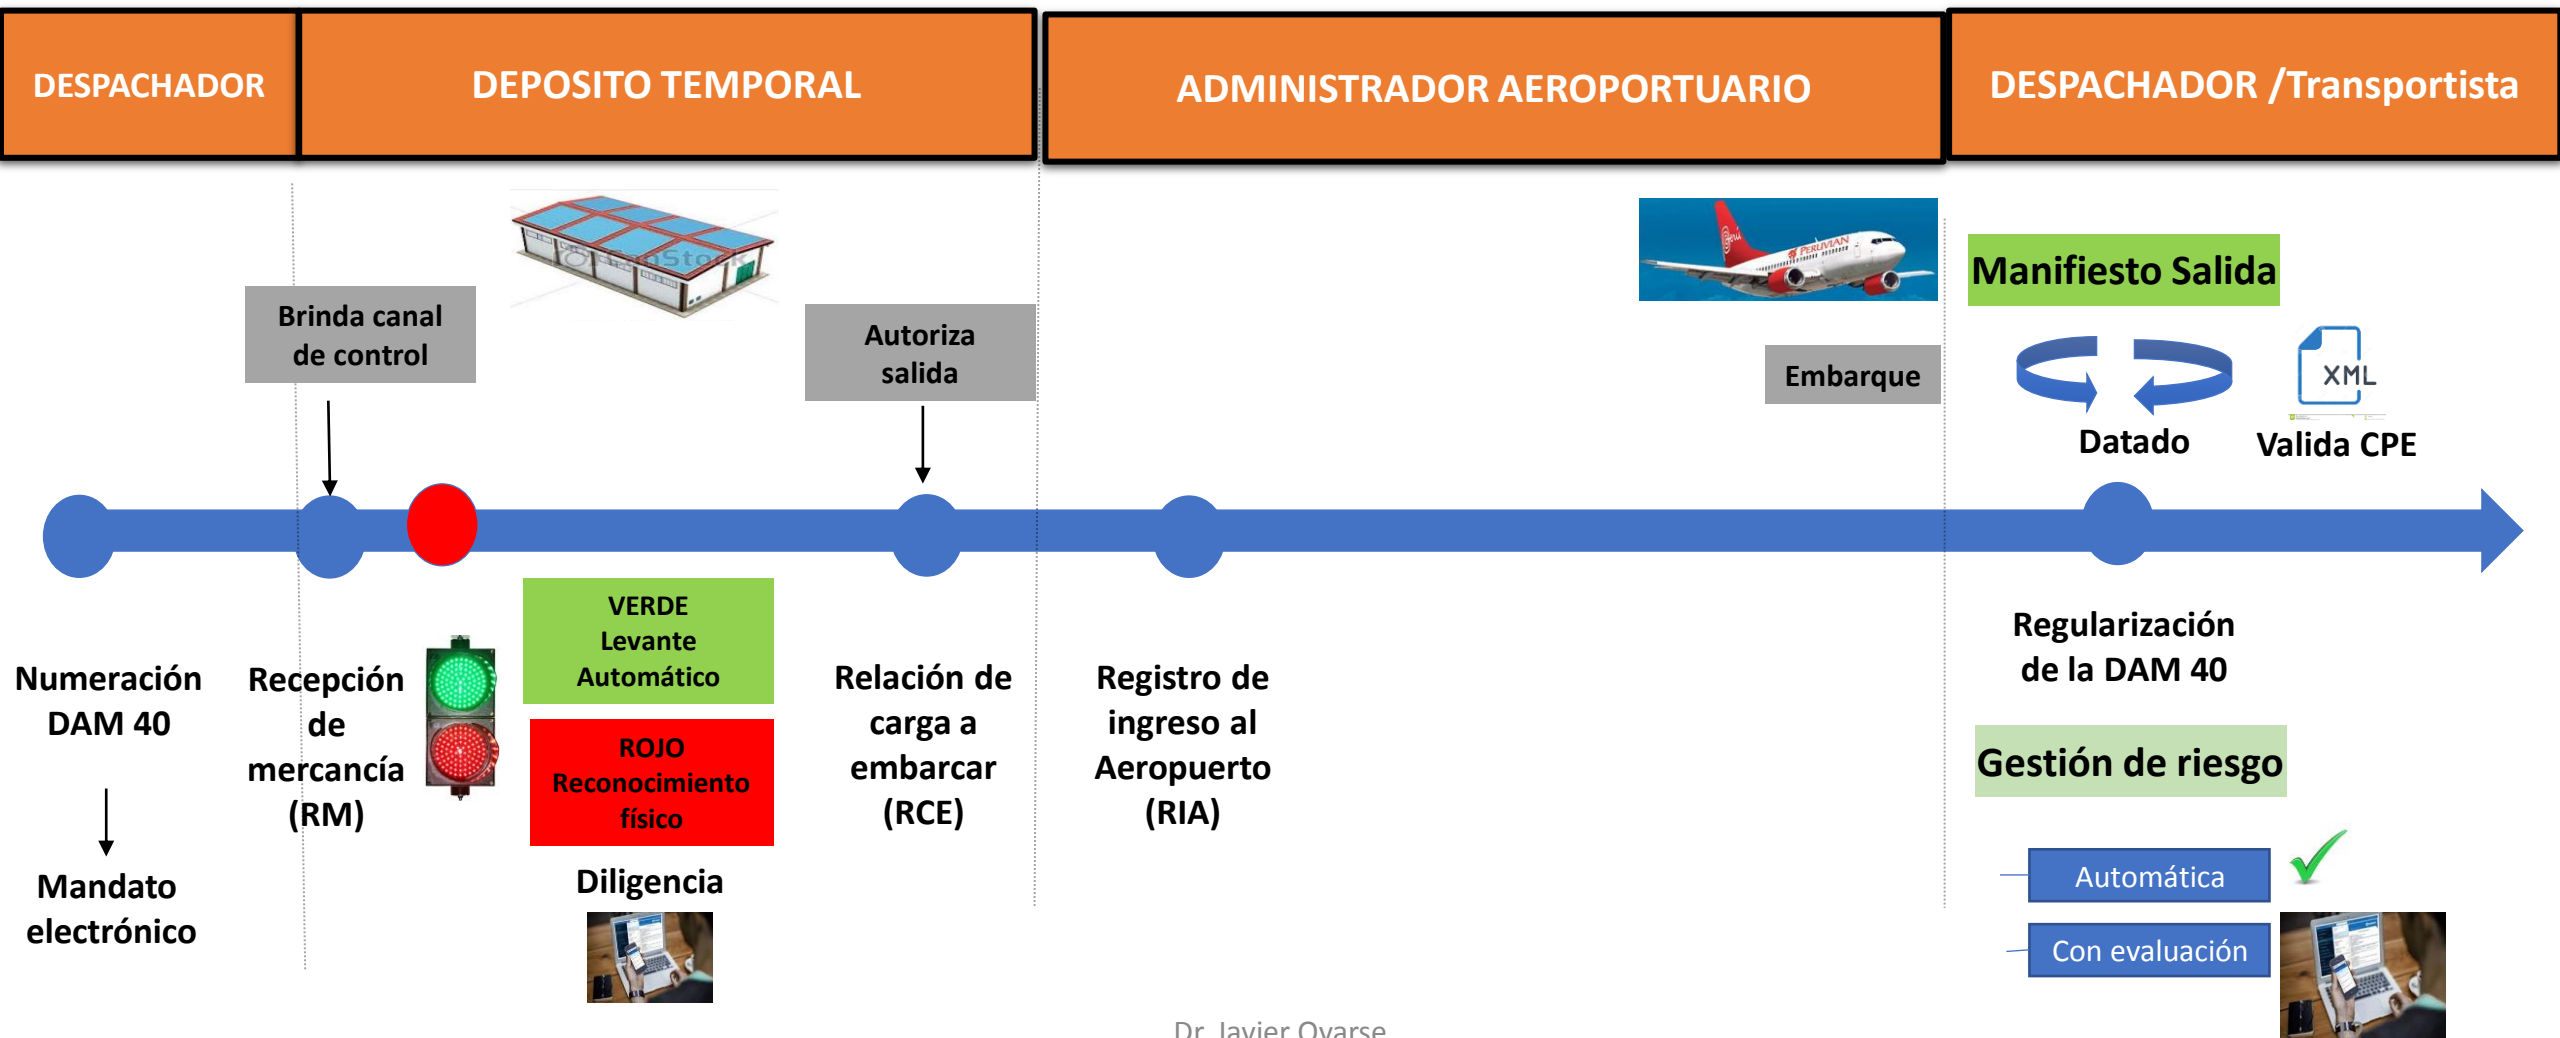 DESPACHADOR
DEPOSITO TEMPORAL
ADMINISTRADOR AEROPORTUARIO
DESPACHADOR /Transportista
Brinda canal
de control
Autoriza
salida
PERUVIAN
Embarque
Manifiesto Salida
XML
Datado
Valida CPE
Numeración
DAM 40
Mandato
electrónico
Recepción
de
mercancía
(RM)
VERDE
Levante
Automático
ROJO
Reconocimiento
físico
Diligencia
Relación de
carga a
embarcar
(RCE)
Registro de
ingreso al
Aeropuerto
(RIA)
Regularización
de la DAM 40
Gestión de riesgo
Automática
Con evaluación
Dr. Javier Oyarse